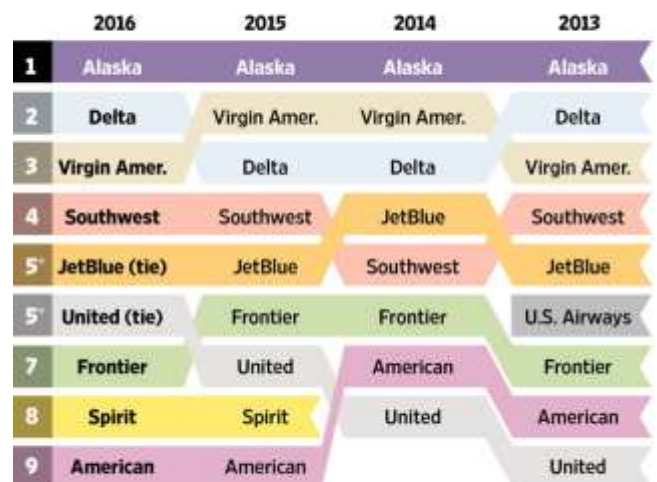 2016 2015 2014 2013
1 Alaska Alaska Alaska Alaska
2 Delta Virgin Amer. Virgin Amer. Delta
3 Virgin Amer. Delta Delta Virgin Amer.
4 Southwest Southwest JetBlue Southwest
5* JetBlue (tie) JetBlue Southwest JetBlue
5* United (tie) Frontier Frontier U.S. Airways
7 Frontier United American Frontier
8 Spirit Spirit United American
9 American American United